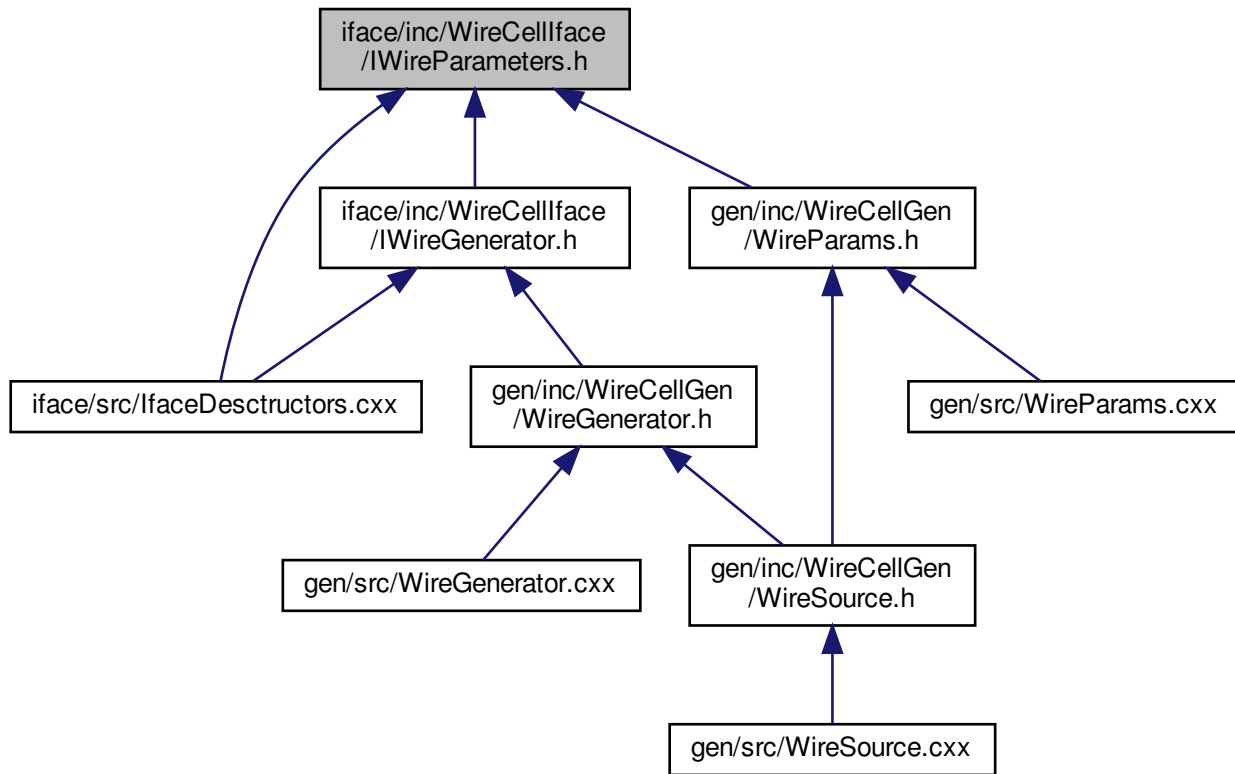 iface/inc/WireCellIface
/IWireParameters.h
iface/inc/WireCellIface
/IWireGenerator.h
gen/inc/WireCellGen
/WireParams.h
iface/src/IfaceDesctructors.cxx
gen/inc/WireCellGen
/WireGenerator.h
gen/src/WireParams.cxx
gen/src/WireGenerator.cxx
gen/inc/WireCellGen
/WireSource.h
gen/src/WireSource.cxx